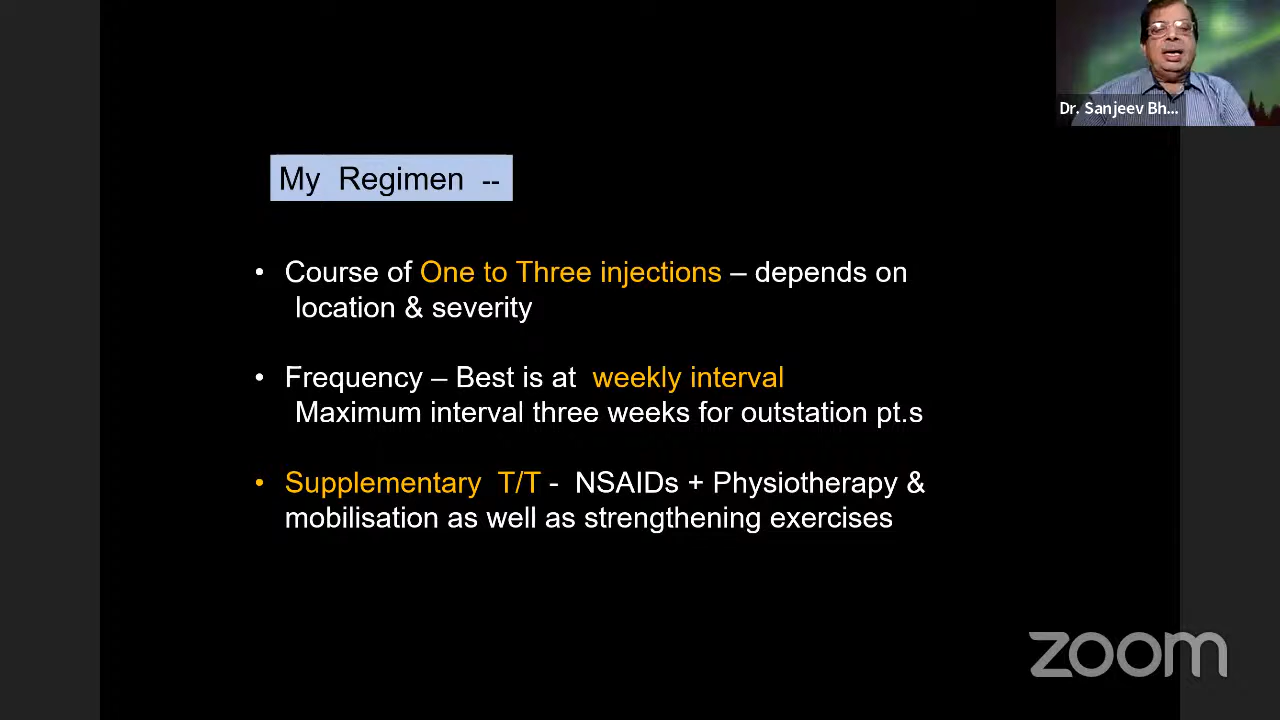 Dr. Sanjeev Bh...
My Regimen --
• Course of One to Three injections – depends on
location & severity
• Frequency – Best is at weekly interval
Maximum interval three weeks for outstation pt.s
• Supplementary T/T - NSAIDs + Physiotherapy &
mobilisation as well as strengthening exercises
zoom